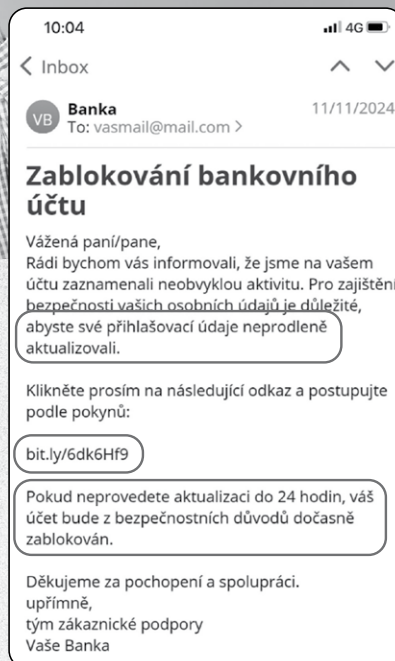 10:04 4G
Inbox
VB Banka 11/11/2024
To: vasmail@mail.com >
Zablokování bankovního
účtu
Vážená paní/pane,
Rádi bychom vás informovali, že jsme na vašem
účtu zaznamenali neobvyklou aktivitu. Pro zajištění
bezpečnosti vašich osobních údajů je důležité,
abyste své přihlašovací údaje neprodleně
aktualizovali.
Klikněte prosím na následující odkaz a postupujte
podle pokynů:
bit.ly/6dk6Hf9
Pokud neprovedete aktualizaci do 24 hodin, váš
účet bude z bezpečnostních důvodů dočasně
zablokován.
Děkujeme za pochopení a spolupráci.
upřímně,
tým zákaznické podpory
Vaše Banka